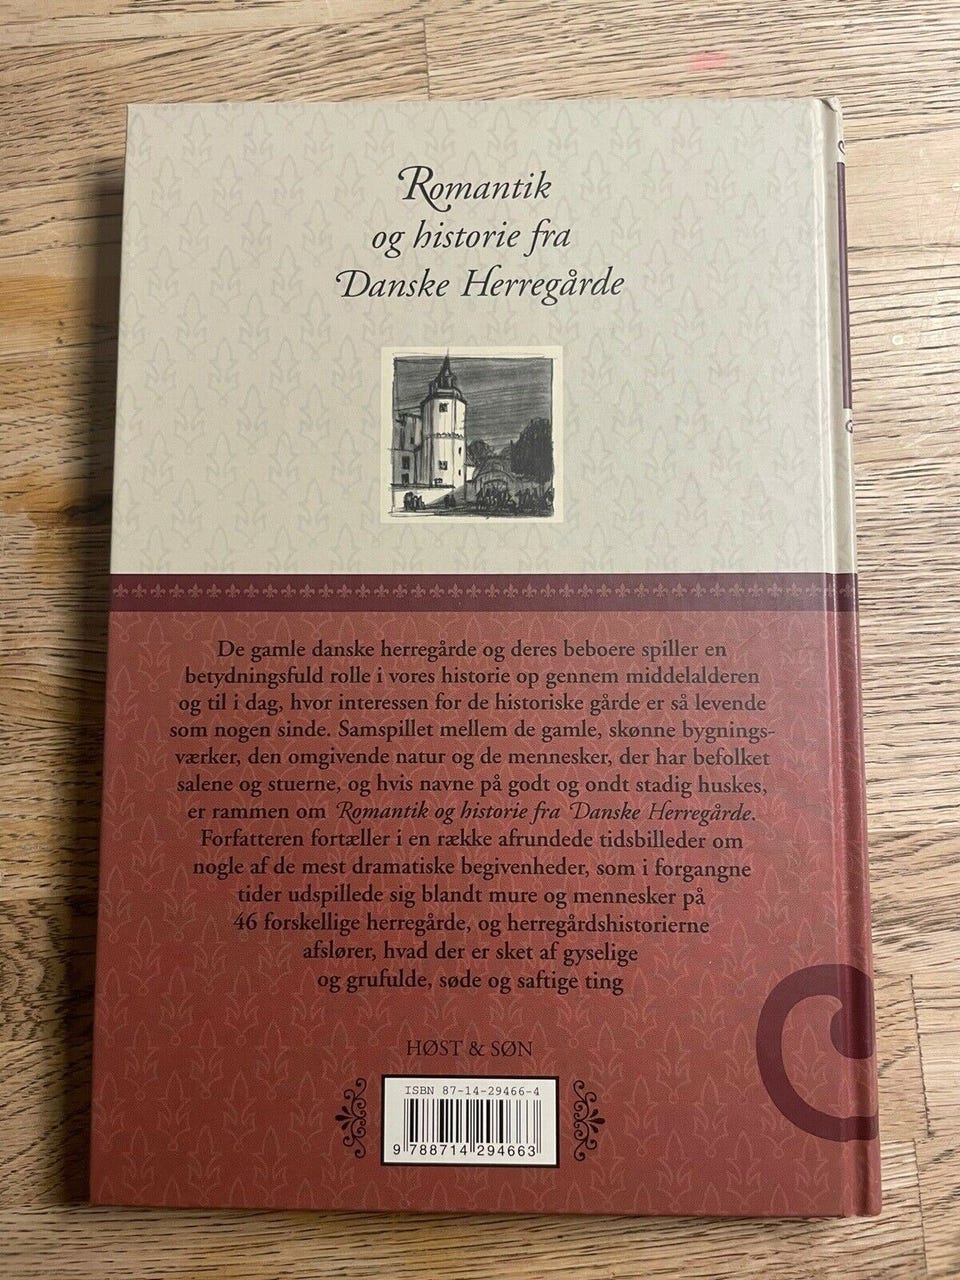 Romantik
og historie fra
Danske Herregårde
De gamle danske herregårde og deres beboere spiller en
betydningsfuld rolle i vores historie op gennem middelalderen
og til i dag, hvor interessen for de historiske gårde er så levende
som nogen sinde. Samspillet mellem de gamle, skønne bygnings-
værker, den omgivende natur og de mennesker, der har befolket
salene og stuerne, og hvis navne på godt og ondt stadig huskes,
er rammen om Romantik og historie fra Danske Herregårde.
Forfatteren fortæller i en række afrundede tidsbilleder om
nogle af de mest dramatiske begivenheder, som i forgangne
tider udspillede sig blandt mure og mennesker på
46 forskellige herregårde, og herregårdshistorierne
afslører, hvad der er sket af gyselige
og grufulde, søde og saftige ting
HØST & SØN
ISBN 87-14-29466-4
9 788714 294663